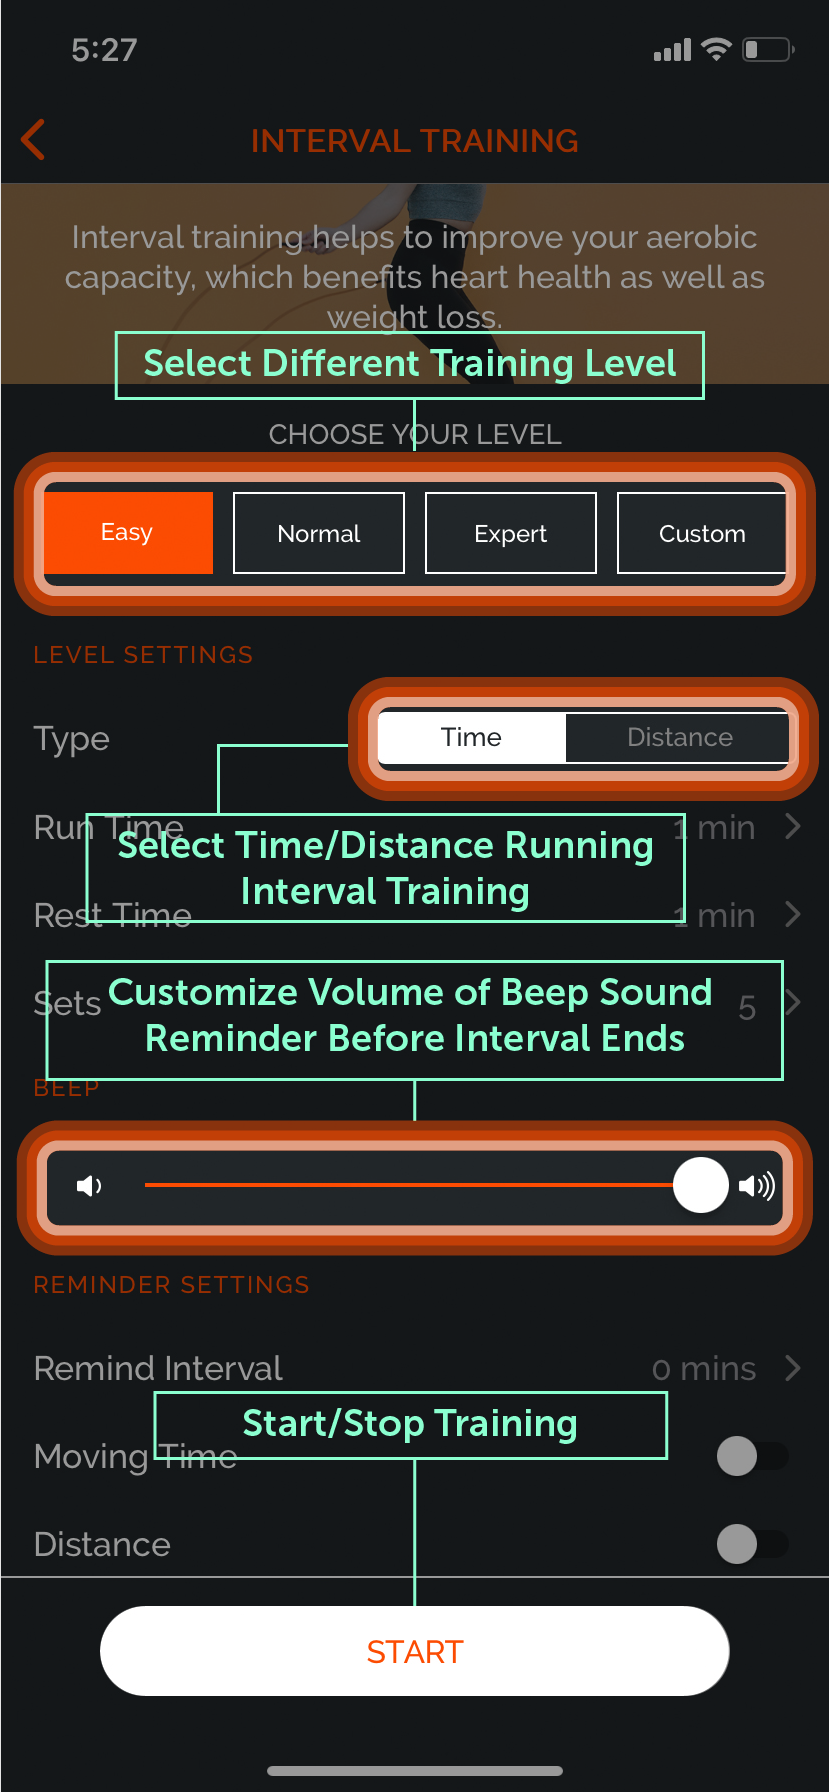 5:27
INTERVAL TRAINING
Interval training helps to improve your aerobic
capacity, which benefits heart health as well as
weight loss.
Select Different Training Level
CHOOSE YOUR LEVEL
Easy Normal Expert Custom
LEVEL SETTINGS
Type Time Distance
Run Time 1 min
Select Time/Distance Running
Interval Training
Rest Time 1 min
Customize Volume of Beep Sound
Reminder Before Interval Ends
Sets 5
BEEP
REMINDER SETTINGS
Remind Interval 0 mins
Start/Stop Training
Moving Time
Distance
START